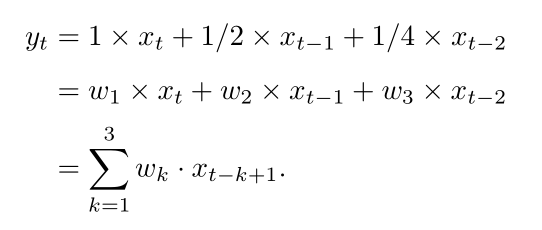 y_t = 1 × x_t + 1/2 × x_{t−1} + 1/4 × x_{t−2}
= w_1 × x_t + w_2 × x_{t−1} + w_3 × x_{t−2}
= \sum_{k=1}^{3} w_k · x_{t−k+1}.